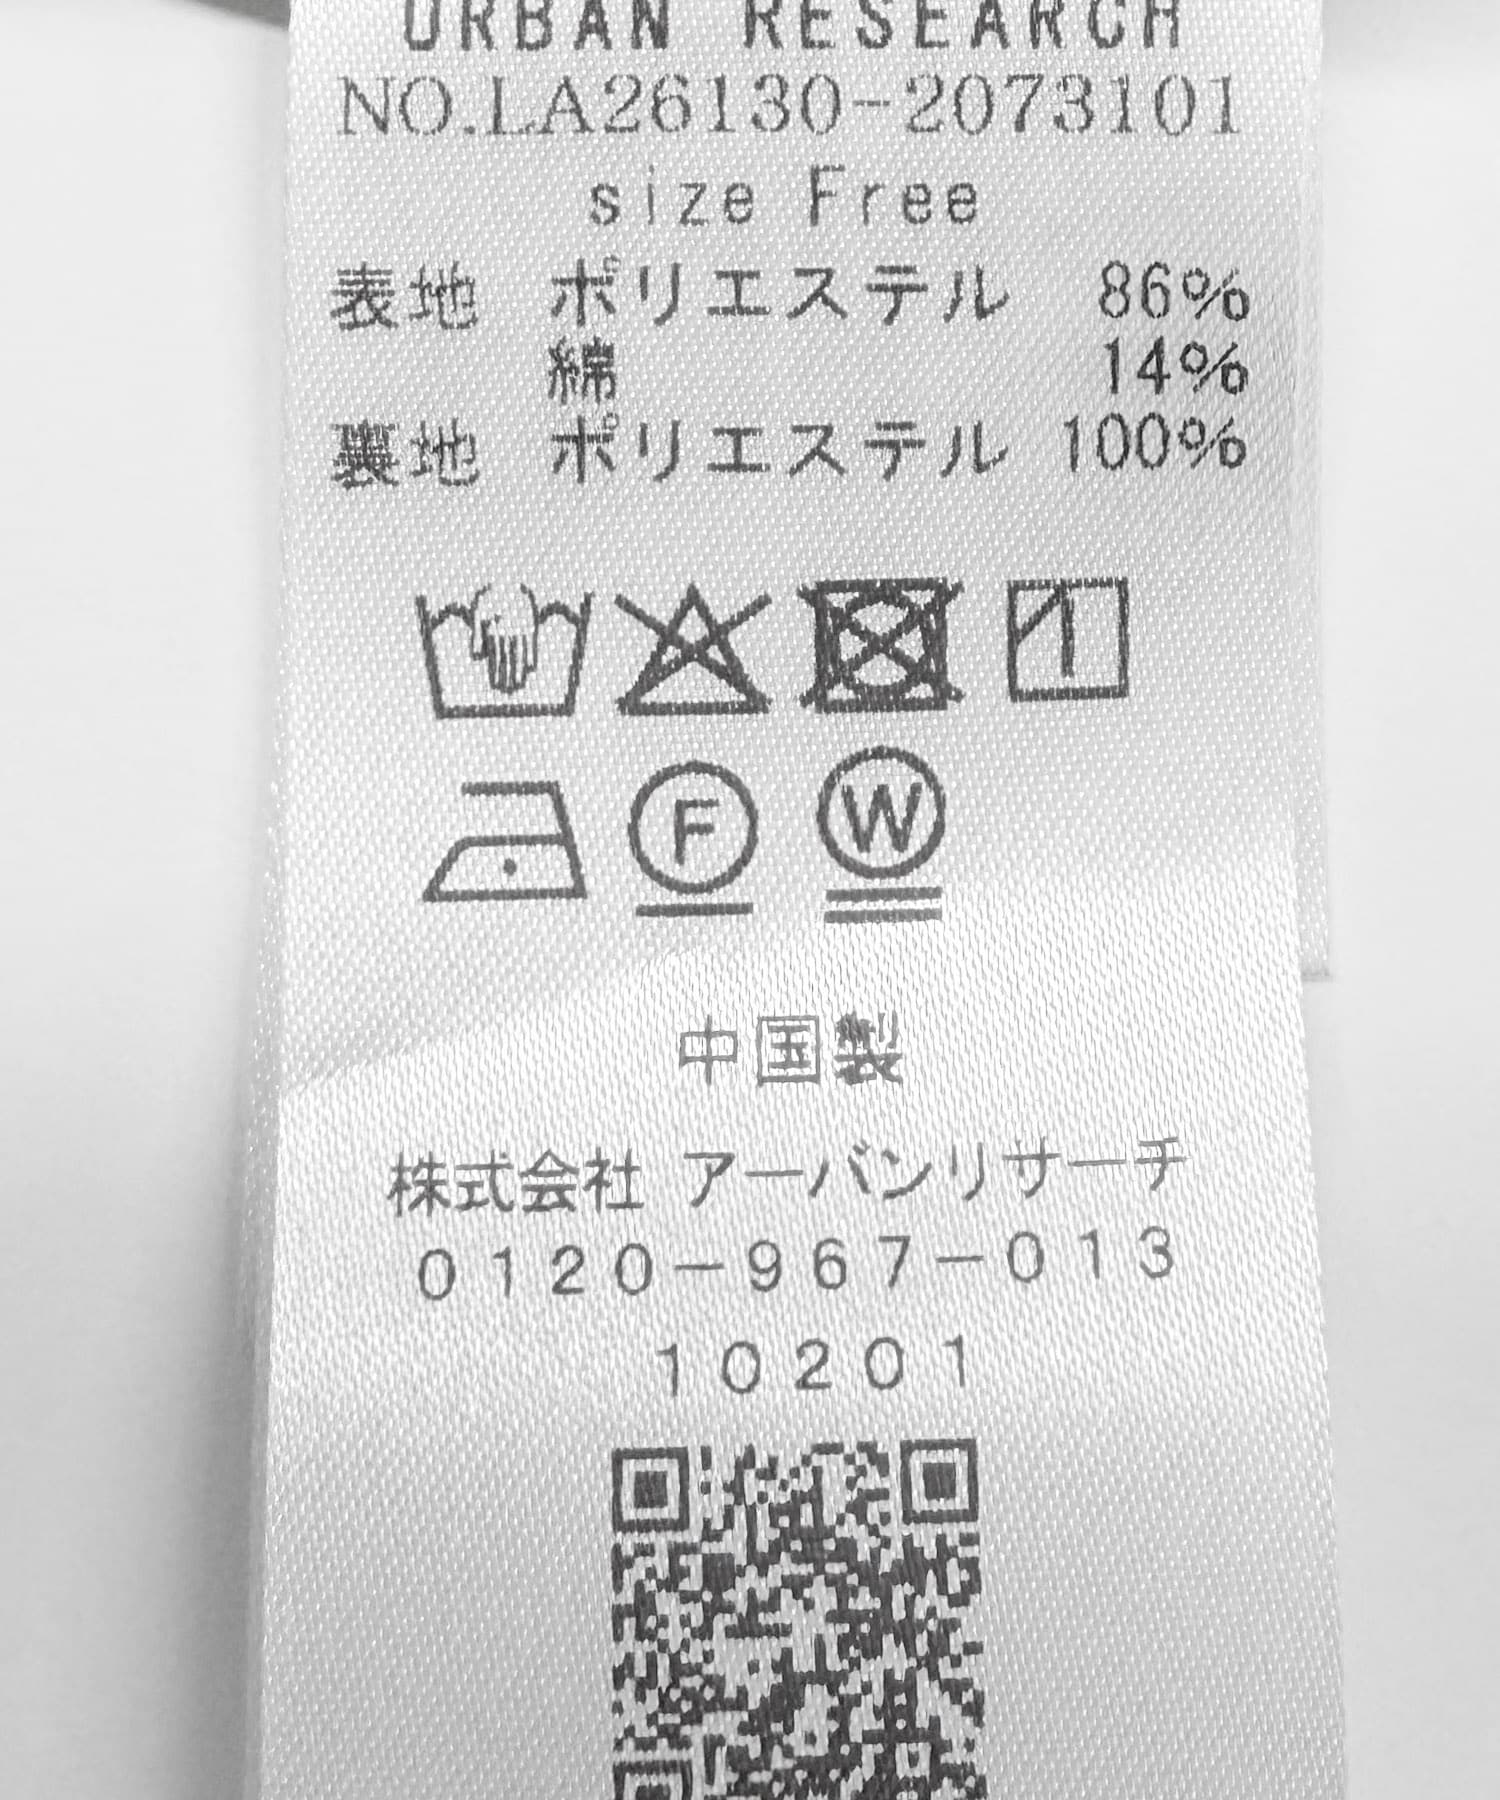 URBAN RESEARCH
NO.LA26130-2073101
size Free
表地 ポリエステル 86%
綿 14%
裏地 ポリエステル 100%
F W
中国製
株式会社 アーバンリサーチ
0120-967-013
10201